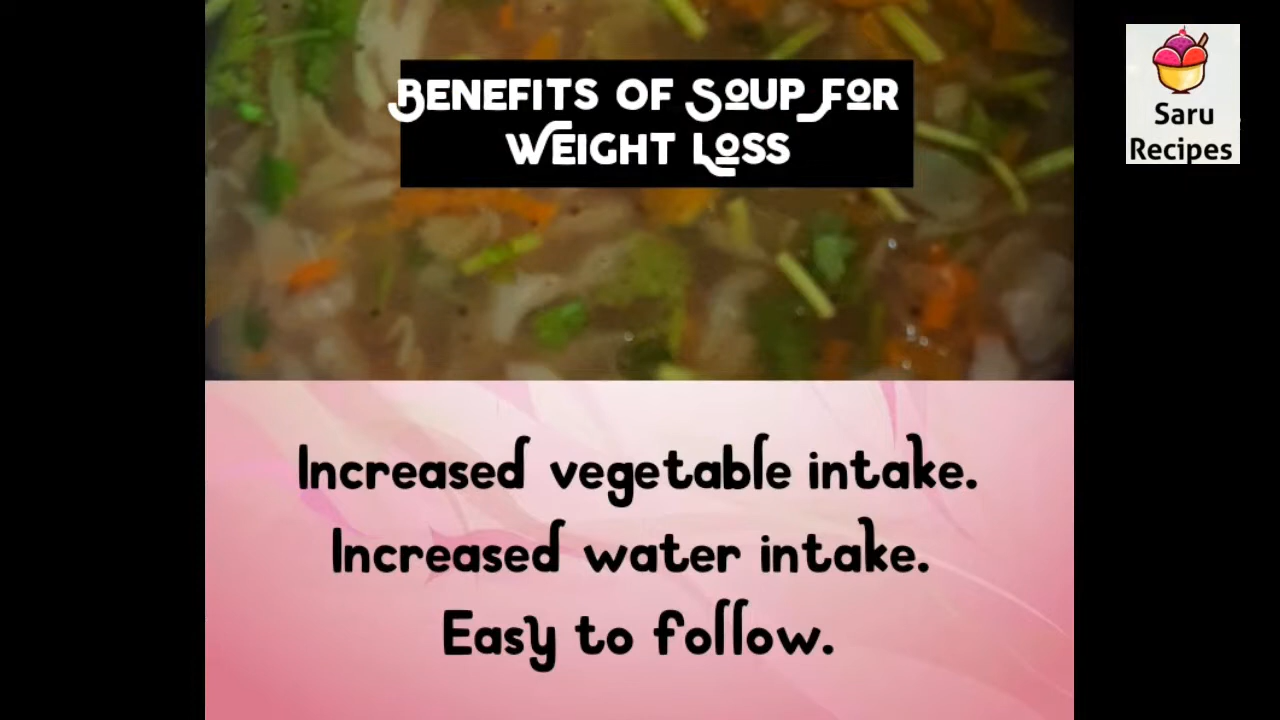 Benefits of Soup For
Weight Loss
Saru
Recipes
Increased vegetable intake.
Increased water intake.
Easy to follow.